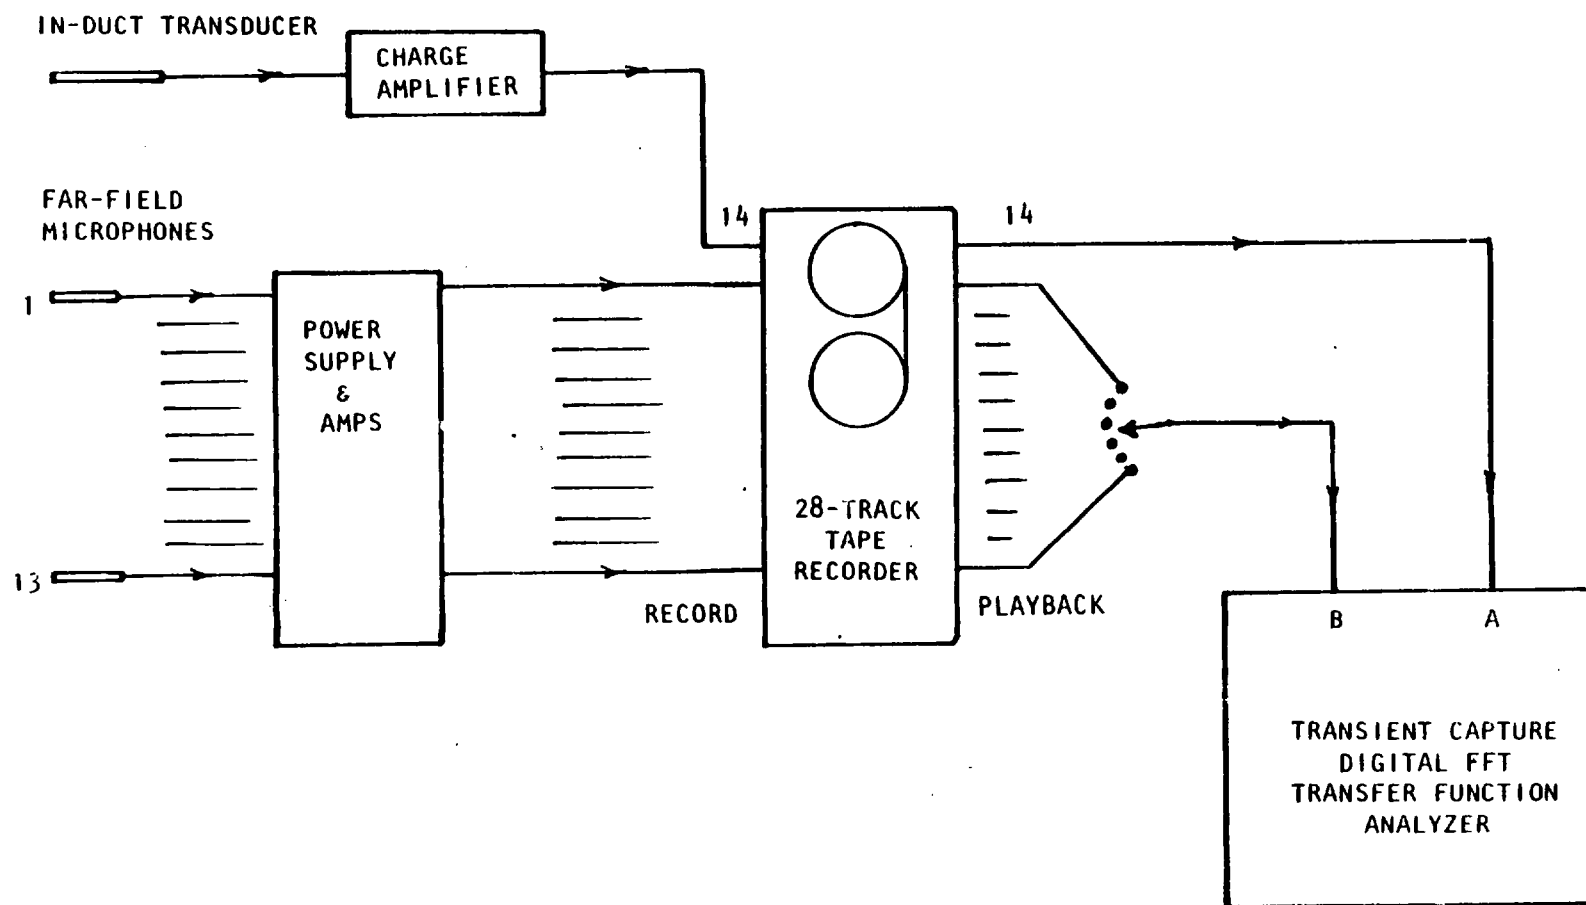 IN-DUCT TRANSDUCER
CHARGE
AMPLIFIER
FAR-FIELD
MICROPHONES
14
14
1
POWER
SUPPLY
&
AMPS
28-TRACK
TAPE
RECORDER
13
RECORD
PLAYBACK
B
A
TRANSIENT CAPTURE
DIGITAL FFT
TRANSFER FUNCTION
ANALYZER